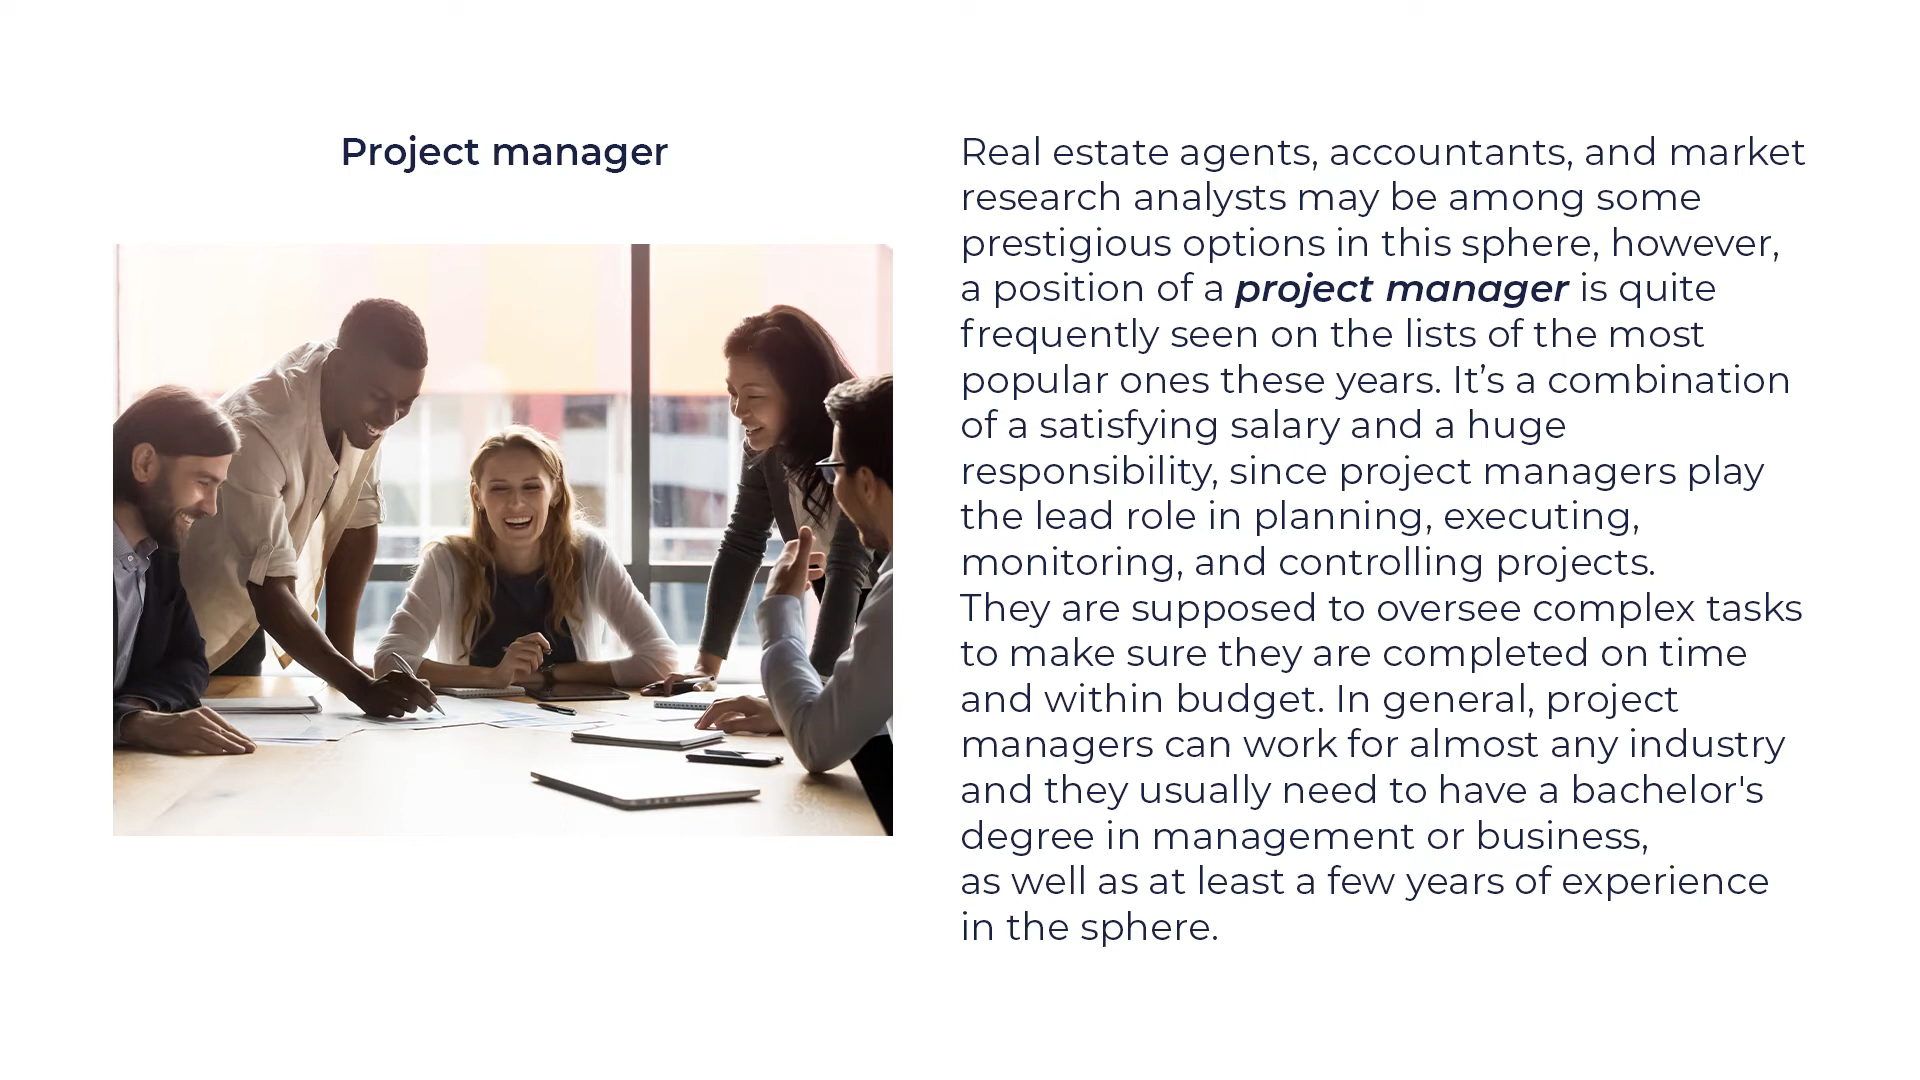 Project manager
Real estate agents, accountants, and market
research analysts may be among some
prestigious options in this sphere, however,
a position of a project manager is quite
frequently seen on the lists of the most
popular ones these years. It’s a combination
of a satisfying salary and a huge
responsibility, since project managers play
the lead role in planning, executing,
monitoring, and controlling projects.
They are supposed to oversee complex tasks
to make sure they are completed on time
and within budget. In general, project
managers can work for almost any industry
and they usually need to have a bachelor's
degree in management or business,
as well as at least a few years of experience
in the sphere.